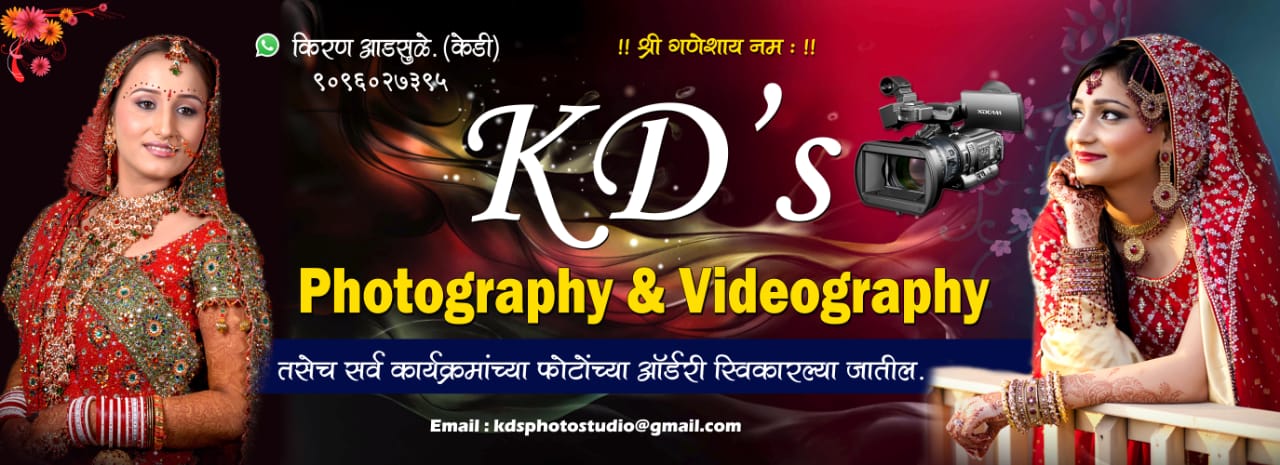 किरण आडसुळे. (केडी)
९०९६०२७३९५
!! श्री गणेशाय नम : !!
KD's
XDCAM
Photography & Videography
तसेच सर्व कार्यक्रमांच्या फोटोंच्या ऑर्डरी स्विकारल्या जातील.
Email : kdsphotostudio@gmail.com